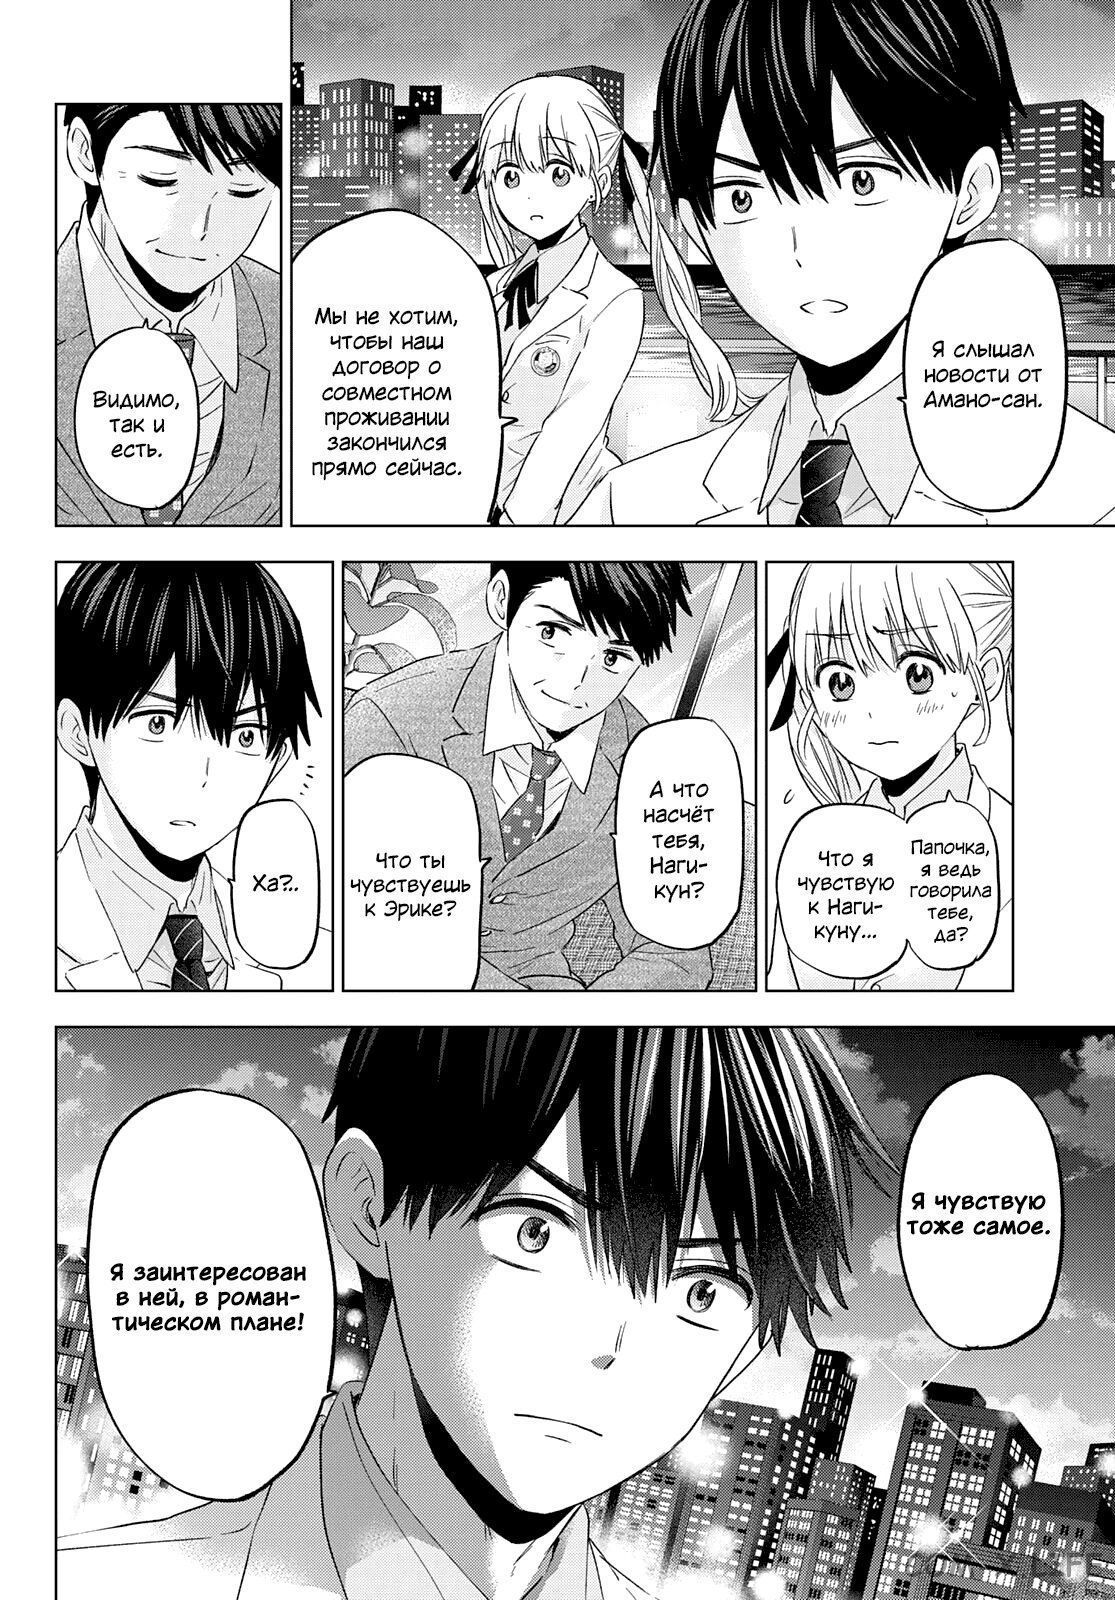 Я слышал
новости от
Амано-сан.
Мы не хотим,
чтобы наш
договор о
совместном
проживании
закончился
прямо сейчас.
Видимо,
так и
есть.
Папочка,
я ведь
говорила
тебе,
да?
Что я
чувствую
к Наги-
куну...
А что
насчёт
тебя,
Наги-
кун?
Что ты
чувствуешь
к Эрике?
Ха?..
Я чувствую
тоже самое.
Я заинтересован
в ней, в роман-
тическом плане!